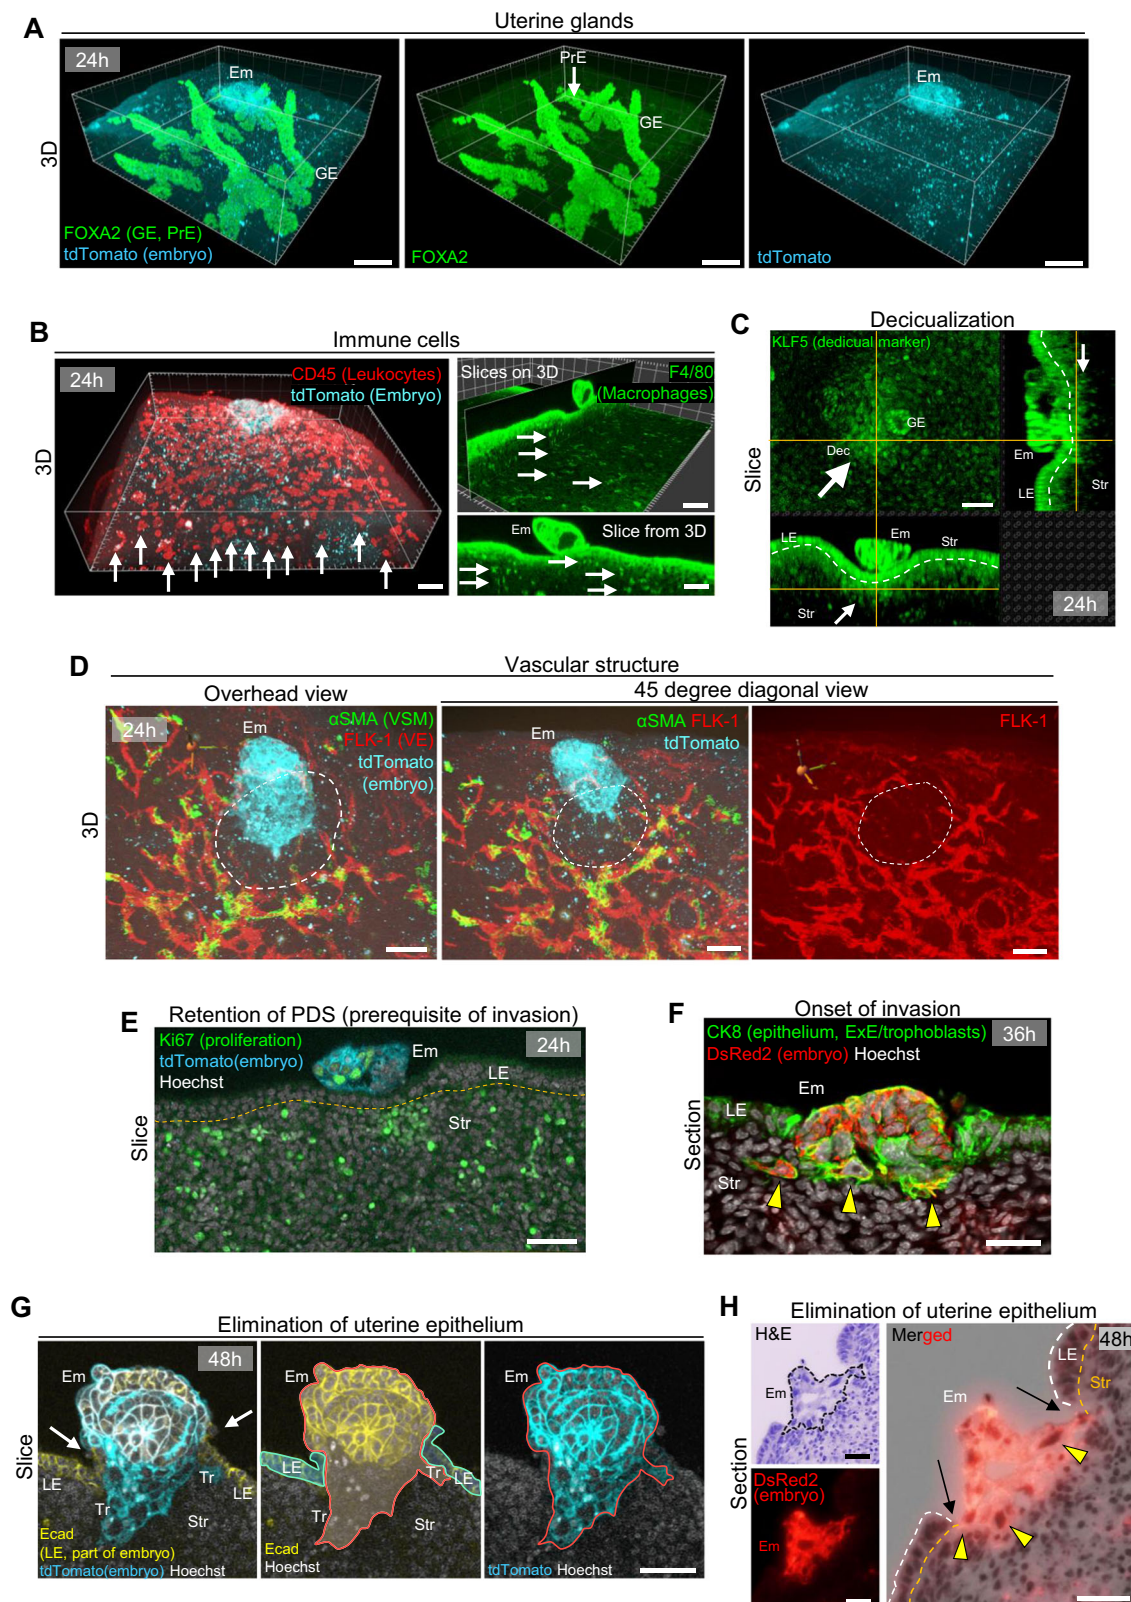 A
Uterine glands
24h
Em
GE
3D
FOXA2 (GE, PrE)
tdTomato (embryo)
PrE
GE
FOXA2
Em
tdTomato
B
Immune cells
24h
CD45 (Leukocytes)
tdTomato (Embryo)
3D
Slices on 3D
F4/80
(Macrophages)
Em
Slice from 3D
C
Decicualization
KLF5 (dedicual marker)
GE
Dec
Slice
Em
LE
Str
LE
Em
Str
Str
24h
D
Vascular structure
Overhead view
45 degree diagonal view
24h
Em
αSMA (VSM)
FLK-1 (VE)
tdTomato
(embryo)
3D
Em
αSMA FLK-1
tdTomato
FLK-1
E
Retention of PDS (prerequisite of invasion)
Ki67 (proliferation)
tdTomato(embryo)
Hoechst
24h
Em
LE
Str
Slice
F
Onset of invasion
CK8 (epithelium, ExE/trophoblasts)
DsRed2 (embryo) Hoechst
36h
Em
LE
Str
Section
G
Elimination of uterine epithelium
48h
Em
LE
Tr
LE
Tr
Str
Slice
Ecad
(LE, part of embryo)
tdTomato(embryo) Hoechst
Em
LE
Tr
LE
Tr
Str
Ecad
Hoechst
Em
tdTomato Hoechst
H
Elimination of uterine epithelium
H&E
Em
Section
DsRed2
(embryo)
Em
Merged
48h
LE
Str
Em